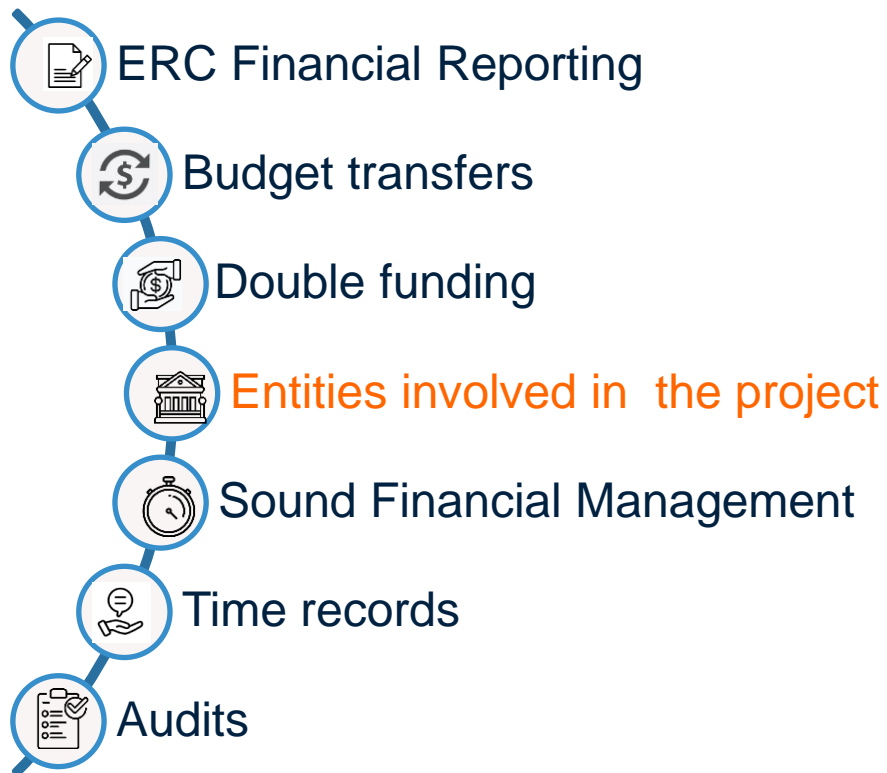 ERC Financial Reporting
Budget transfers
Double funding
Entities involved in  the project
Sound Financial Management
Time records
Audits